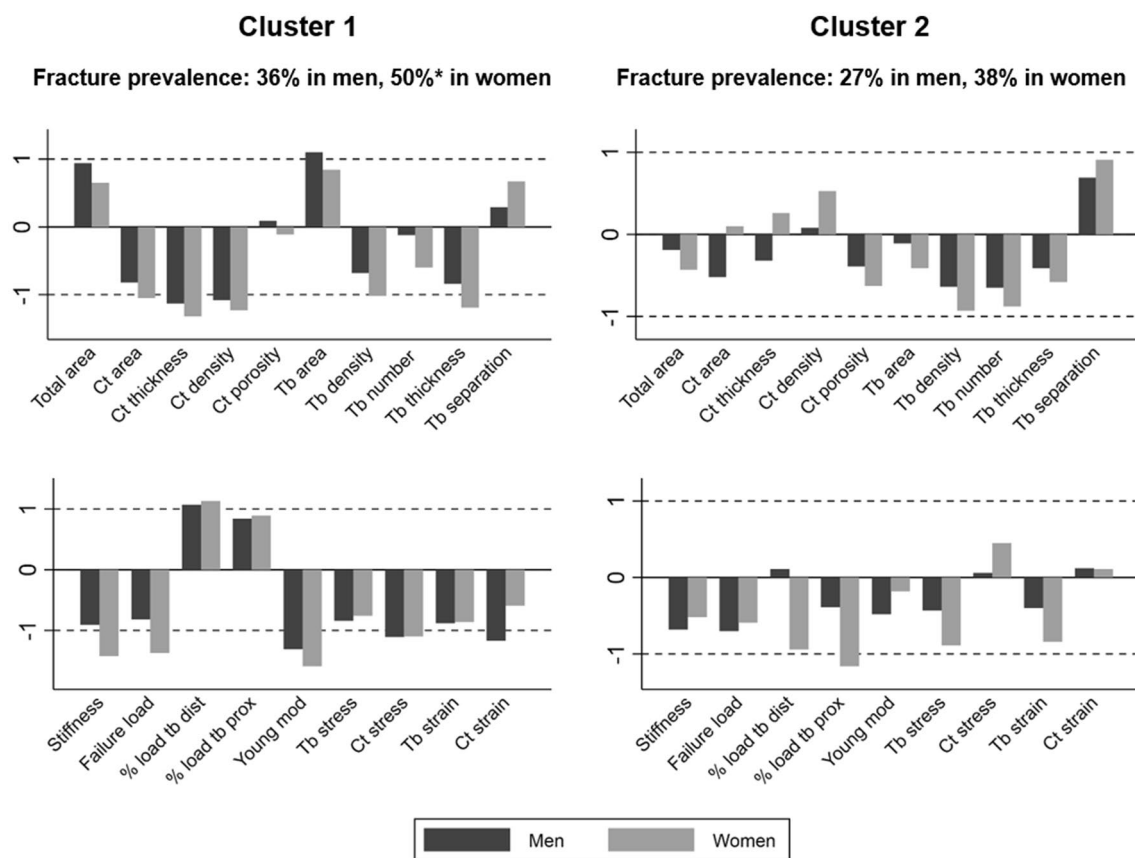 Cluster 1
Fracture prevalence: 36% in men, 50%* in women
1
0
-1
Total area
Ct area
Ct thickness
Ct density
Ct porosity
Tb area
Tb density
Tb number
Tb thickness
Tb separation
Cluster 2
Fracture prevalence: 27% in men, 38% in women
1
0
-1
Total area
Ct area
Ct thickness
Ct density
Ct porosity
Tb area
Tb density
Tb number
Tb thickness
Tb separation
1
0
-1
Stiffness
Failure load
% load tb dist
% load tb prox
Young mod
Tb stress
Ct stress
Tb strain
Ct strain
1
0
-1
Stiffness
Failure load
% load tb dist
% load tb prox
Young mod
Tb stress
Ct stress
Tb strain
Ct strain
Men
Women